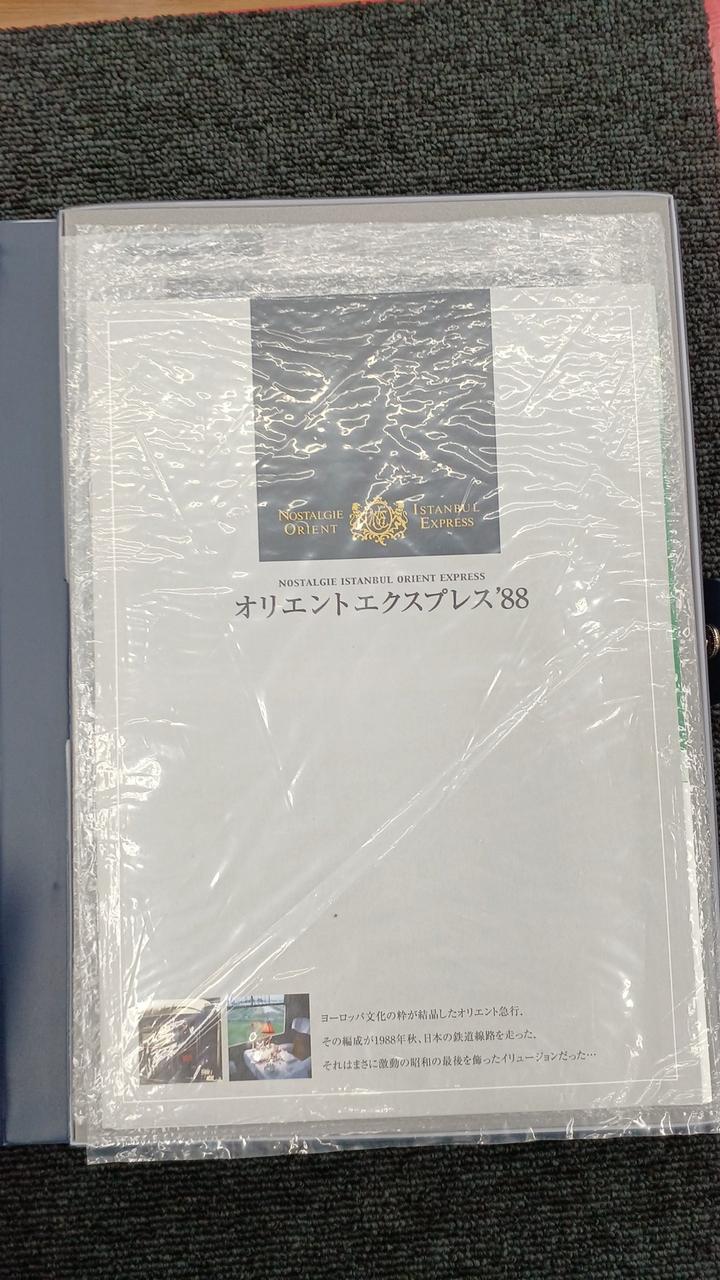 NOSTALGIE ISTANBUL
ORIENT EXPRESS
NOSTALGIE ISTANBUL ORIENT EXPRESS
オリエントエクスプレス'88
ヨーロッパ文化の粋が結晶したオリエント急行、
その編成が1988年秋、日本の鉄道線路を走った、
それはまさに激動の昭和の最後を飾ったイリュージョンだった…